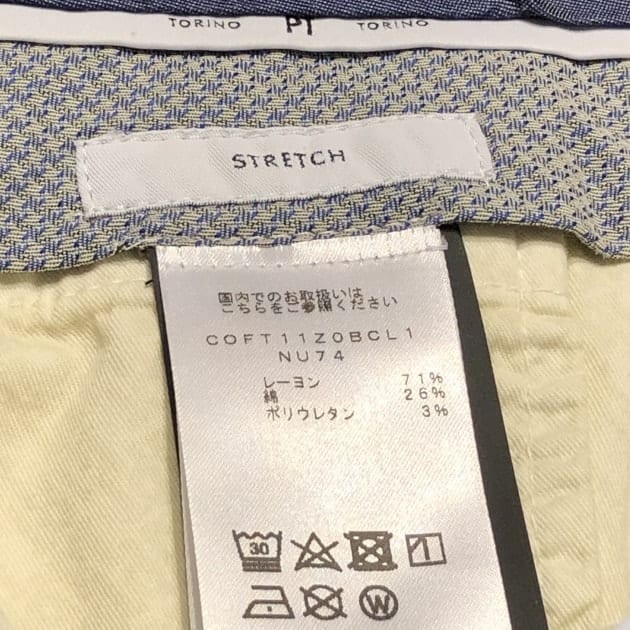 TORINO PT TORINO
STRETCH
国内でのお取扱いは
こちらをご参照ください
COFT11Z0BCL1
NU74
レーヨン 71%
綿 26%
ポリウレタン 3%
30
W